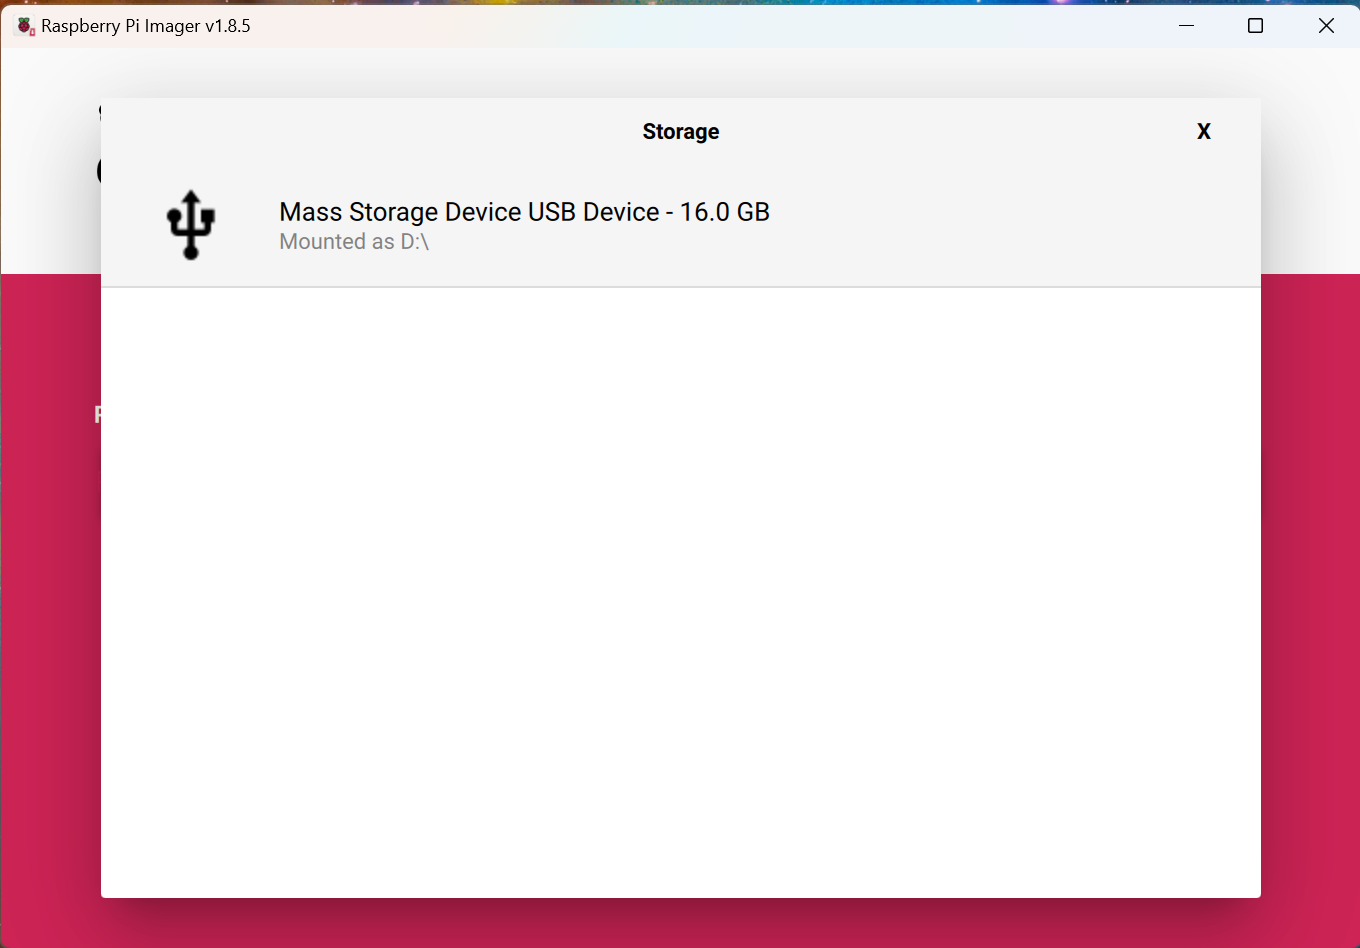 Raspberry Pi Imager v1.8.5
Storage
X
Mass Storage Device USB Device - 16.0 GB
Mounted as D:\